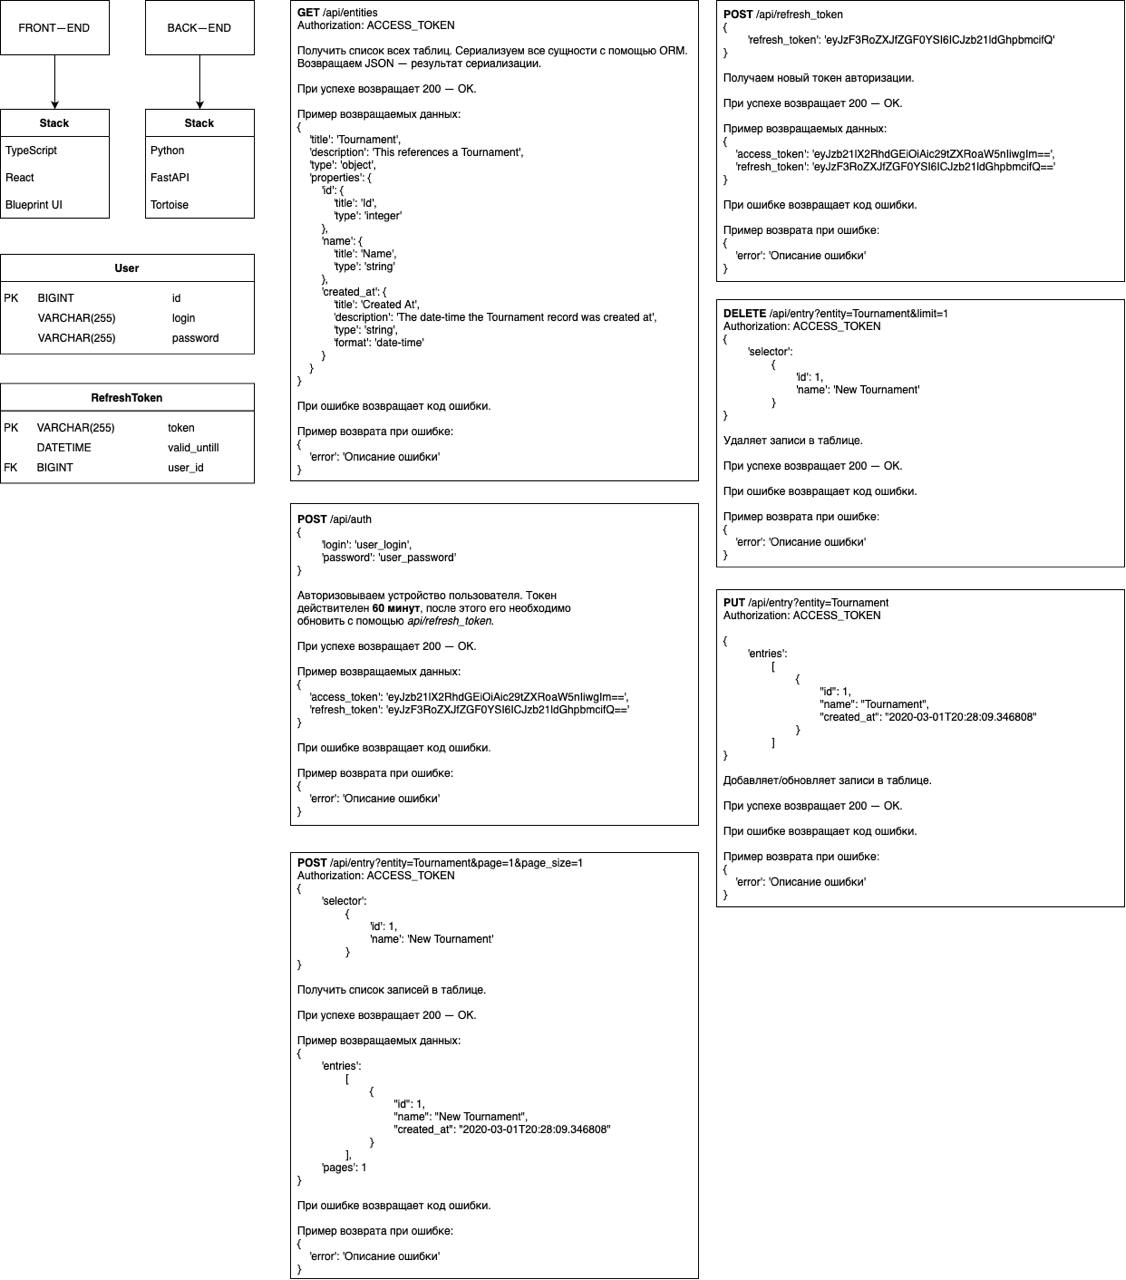 FRONT—END
BACK—END
Stack
TypeScript
React
Blueprint UI
Stack
Python
FastAPI
Tortoise
User
PK BIGINT id
VARCHAR(255) login
VARCHAR(255) password
RefreshToken
PK VARCHAR(255) token
DATETIME valid_untill
FK BIGINT user_id
GET /api/entities
Authorization: ACCESS_TOKEN
Получить список всех таблиц. Сериализуем все сущности с помощью ORM.
Возвращаем JSON — результат сериализации.
При успехе возвращает 200 — OK.
Пример возвращаемых данных:
{
'title': 'Tournament',
'description': 'This references a Tournament',
'type': 'object',
'properties': {
'id': {
'title': 'Id',
'type': 'integer'
},
'name': {
'title': 'Name',
'type': 'string'
},
'created_at': {
'title': 'Created At',
'description': 'The date-time the Tournament record was created at',
'type': 'string',
'format': 'date-time'
}
}
}
При ошибке возвращает код ошибки.
Пример возврата при ошибке:
{
'error': 'Описание ошибки'
}
POST /api/auth
{
'login': 'user_login',
'password': 'user_password'
}
Авторизовываем устройство пользователя. Токен
действителен 60 минут, после этого его необходимо
обновить с помощью api/refresh_token.
При успехе возвращает 200 — OK.
Пример возвращаемых данных:
{
'access_token': 'eyJzb21lX2RhdGEiOiAic29tZXRoaW5nIiwgIm==',
'refresh_token': 'eyJzF3RoZXJfZGF0YSI6ICJzb21ldGhpbmcifQ=='
}
При ошибке возвращает код ошибки.
Пример возврата при ошибке:
{
'error': 'Описание ошибки'
}
POST /api/entry?entity=Tournament&page=1&page_size=1
Authorization: ACCESS_TOKEN
{
'selector':
{
'id': 1,
'name': 'New Tournament'
}
}
Получить список записей в таблице.
При успехе возвращает 200 — OK.
Пример возвращаемых данных:
{
'entries':
[
{
"id": 1,
"name": "New Tournament",
"created_at": "2020-03-01T20:28:09.346808"
}
],
'pages': 1
}
При ошибке возвращает код ошибки.
Пример возврата при ошибке:
{
'error': 'Описание ошибки'
}
POST /api/refresh_token
{
'refresh_token': 'eyJzF3RoZXJfZGF0YSI6ICJzb21ldGhpbmcifQ'
}
Получаем новый токен авторизации.
При успехе возвращает 200 — OK.
Пример возвращаемых данных:
{
'access_token': 'eyJzb21lX2RhdGEiOiAic29tZXRoaW5nIiwgIm==',
'refresh_token': 'eyJzF3RoZXJfZGF0YSI6ICJzb21ldGhpbmcifQ=='
}
При ошибке возвращает код ошибки.
Пример возврата при ошибке:
{
'error': 'Описание ошибки'
}
DELETE /api/entry?entity=Tournament&limit=1
Authorization: ACCESS_TOKEN
{
'selector':
{
'id': 1,
'name': 'New Tournament'
}
}
Удаляет записи в таблице.
При успехе возвращает 200 — OK.
При ошибке возвращает код ошибки.
Пример возврата при ошибке:
{
'error': 'Описание ошибки'
}
PUT /api/entry?entity=Tournament
Authorization: ACCESS_TOKEN
{
'entries':
[
{
"id": 1,
"name": "Tournament",
"created_at": "2020-03-01T20:28:09.346808"
}
]
}
Добавляет/обновляет записи в таблице.
При успехе возвращает 200 — OK.
При ошибке возвращает код ошибки.
Пример возврата при ошибке:
{
'error': 'Описание ошибки'
}